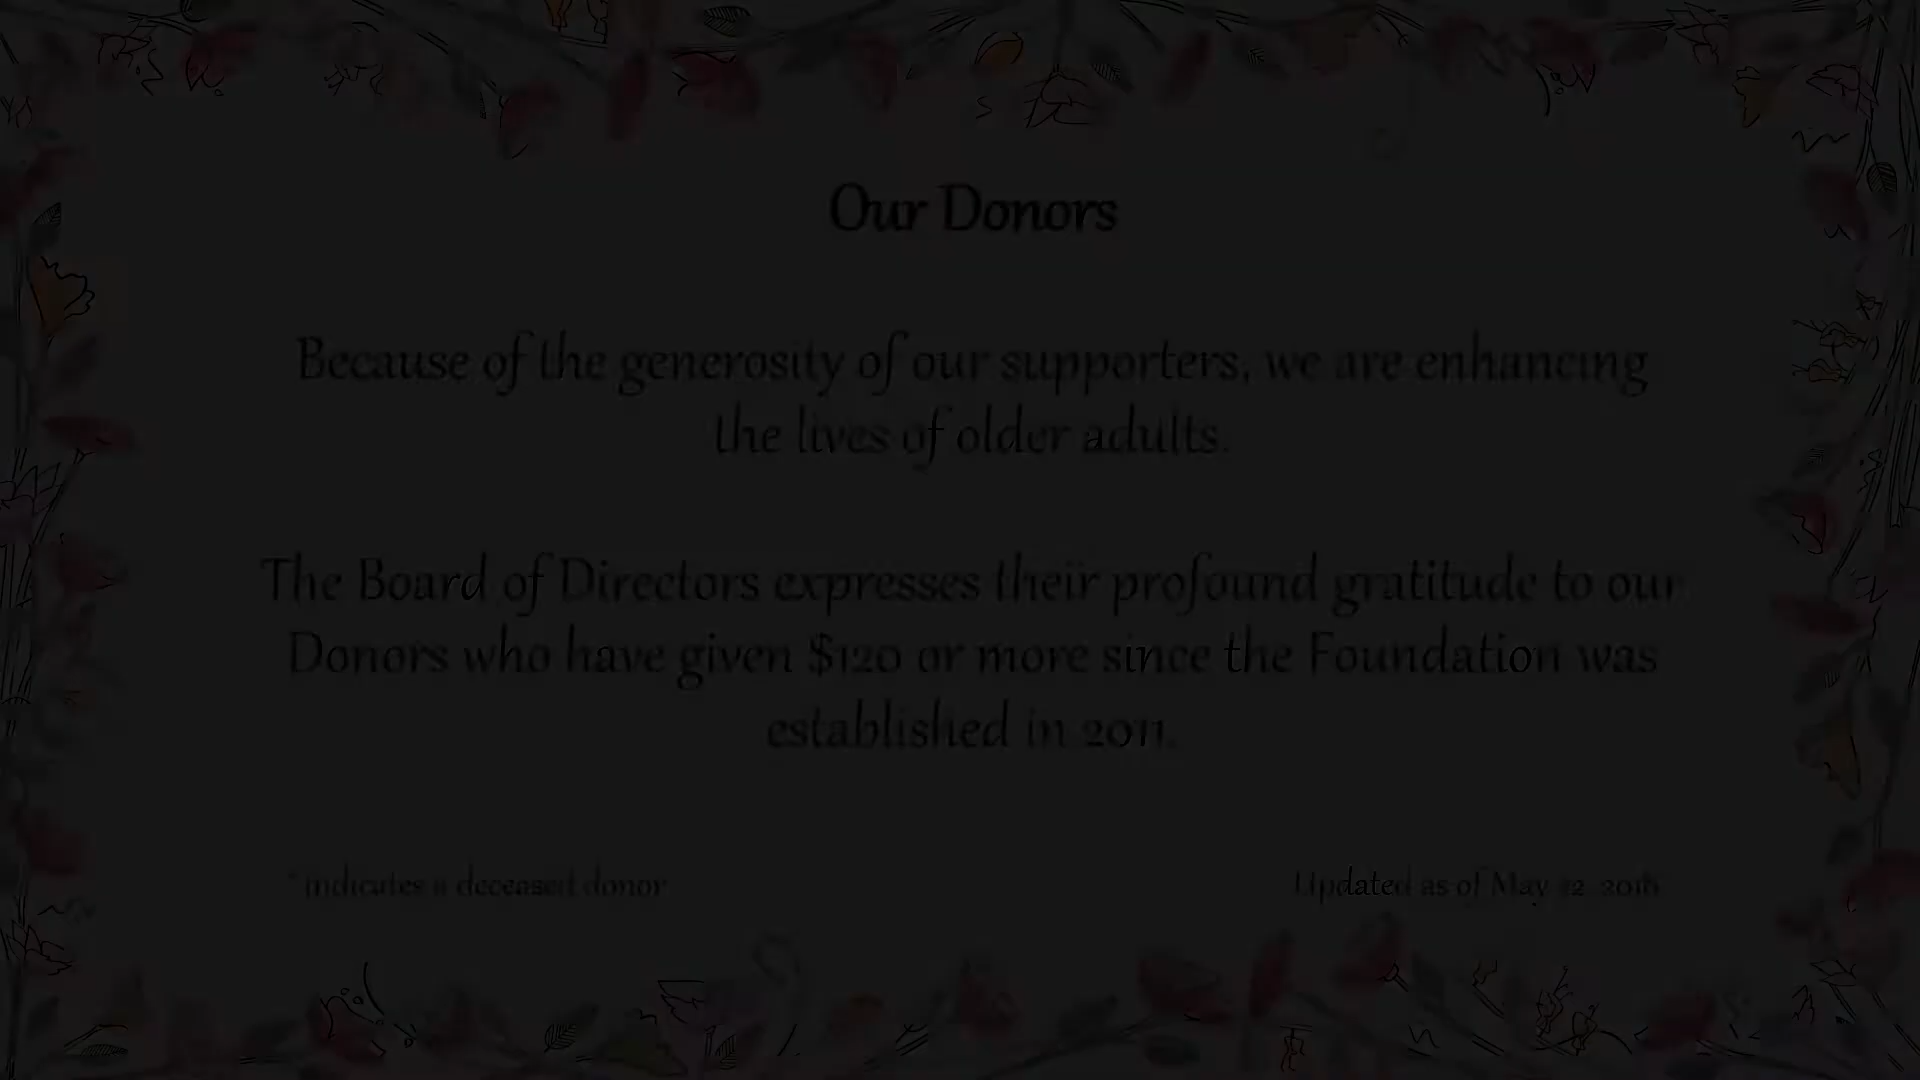 Our Donors
Because of the generosity of our supporters, we are enhancing
the lives of older adults.
The Board of Directors expresses their profound gratitude to our
Donors who have given $120 or more since the Foundation was
established in 2011.
* indicates a deceased donor
Updated as of May 12, 2016